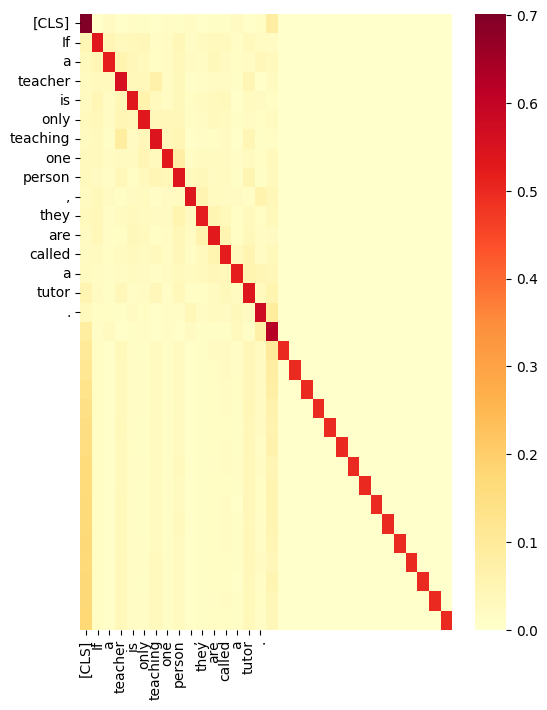 [CLS]
If
a
teacher
is
only
teaching
one
person
,
they
are
called
a
tutor
.
0.7
0.6
0.5
0.4
0.3
0.2
0.1
0.0
[CLS]
If
a
teacher
is
only
teaching
one
person
,
they
are
called
a
tutor
.